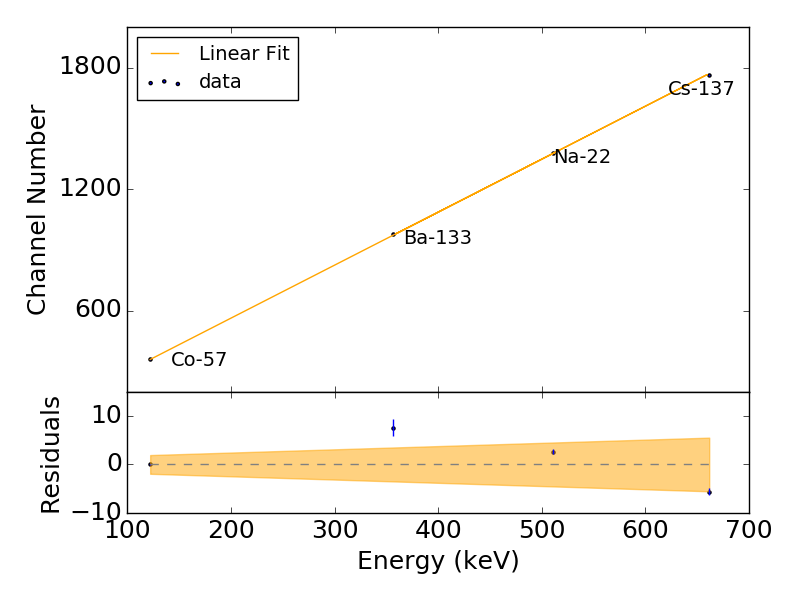 Linear Fit
data
1800
1200
600
Channel Number
Cs-137
Na-22
Ba-133
Co-57
10
0
−10
Residuals
100 200 300 400 500 600 700
Energy (keV)